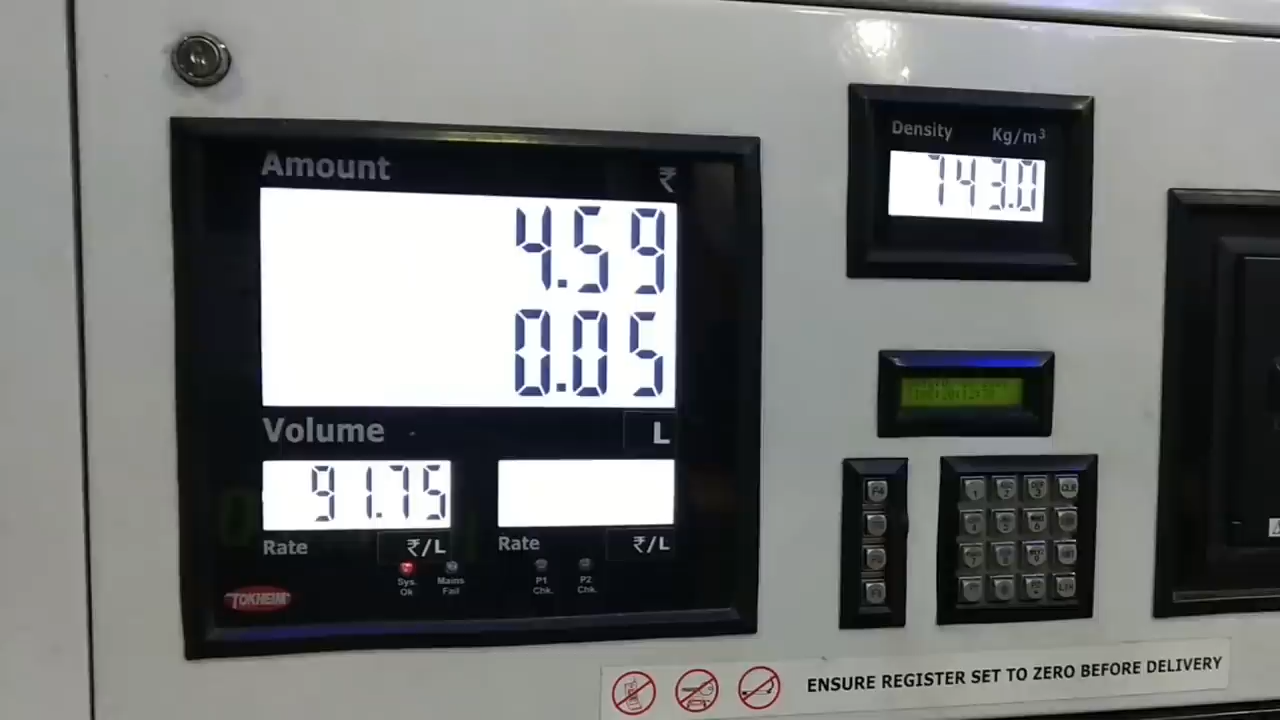 Amount
₹
4.59
0.05
Volume
L
91.75
Rate
₹/L
Rate
₹/L
Sys. Ok
Mains Fail
P1 Chk.
P2 Chk.
TOKHEIM
Density Kg/m³
743.0
CLR
ENSURE REGISTER SET TO ZERO BEFORE DELIVERY